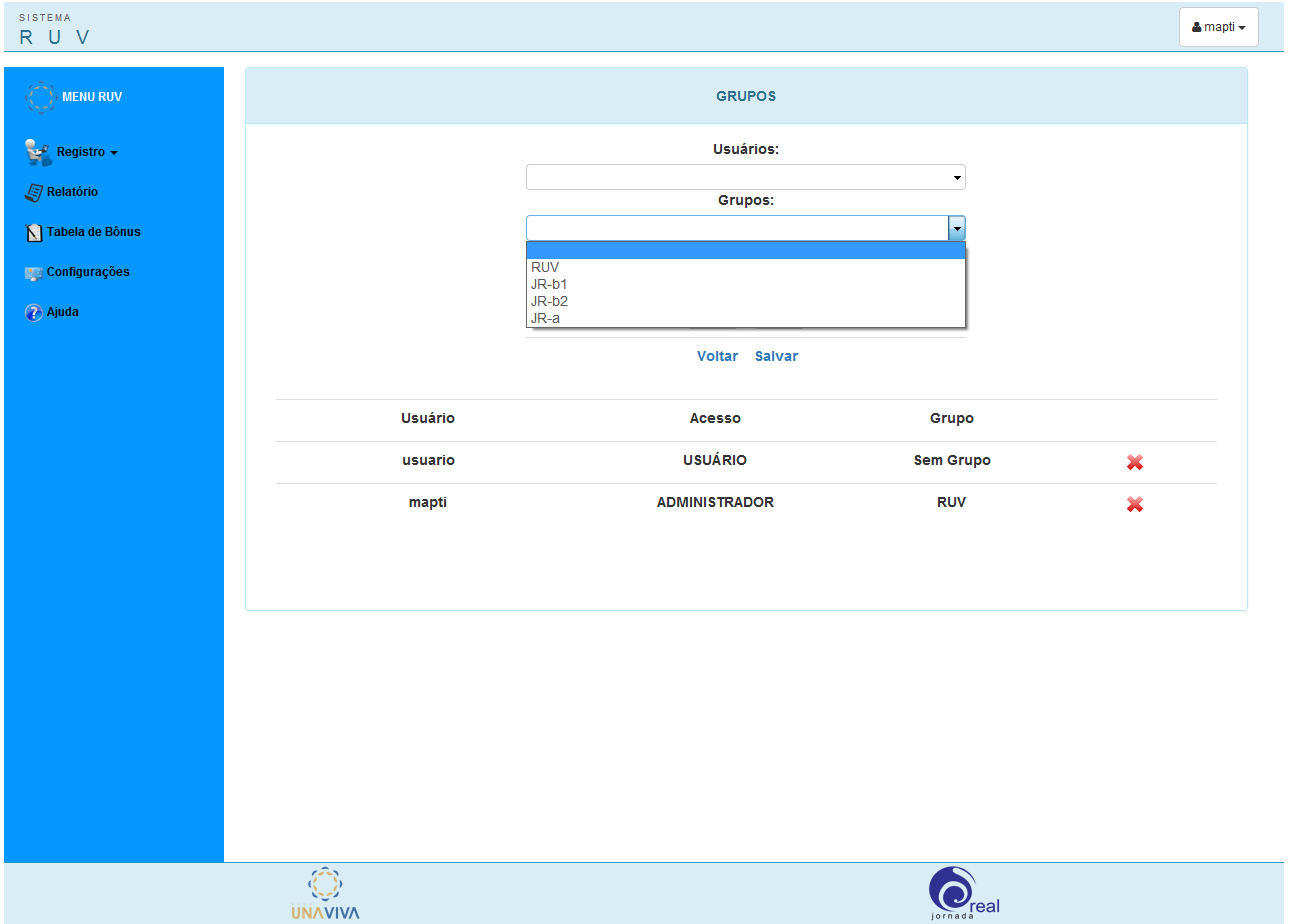 SISTEMA
R U V
mapti
MENU RUV
Registro
Relatório
Tabela de Bônus
Configurações
Ajuda
GRUPOS
Usuários:
Grupos:
RUV
JR-b1
JR-b2
JR-a
Voltar Salvar
Usuário Acesso Grupo
usuario USUÁRIO Sem Grupo
mapti ADMINISTRADOR RUV
UNAVIVA
real
jornada